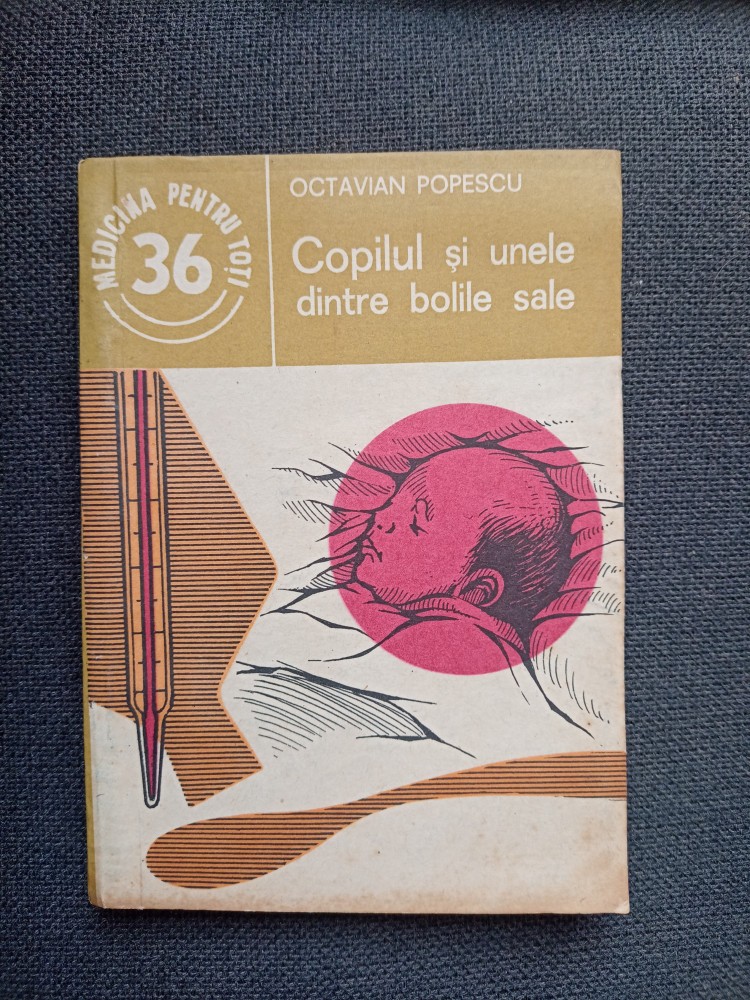 MEDICINA PENTRU TOȚI
36
OCTAVIAN POPESCU
Copilul și unele
dintre bolile sale